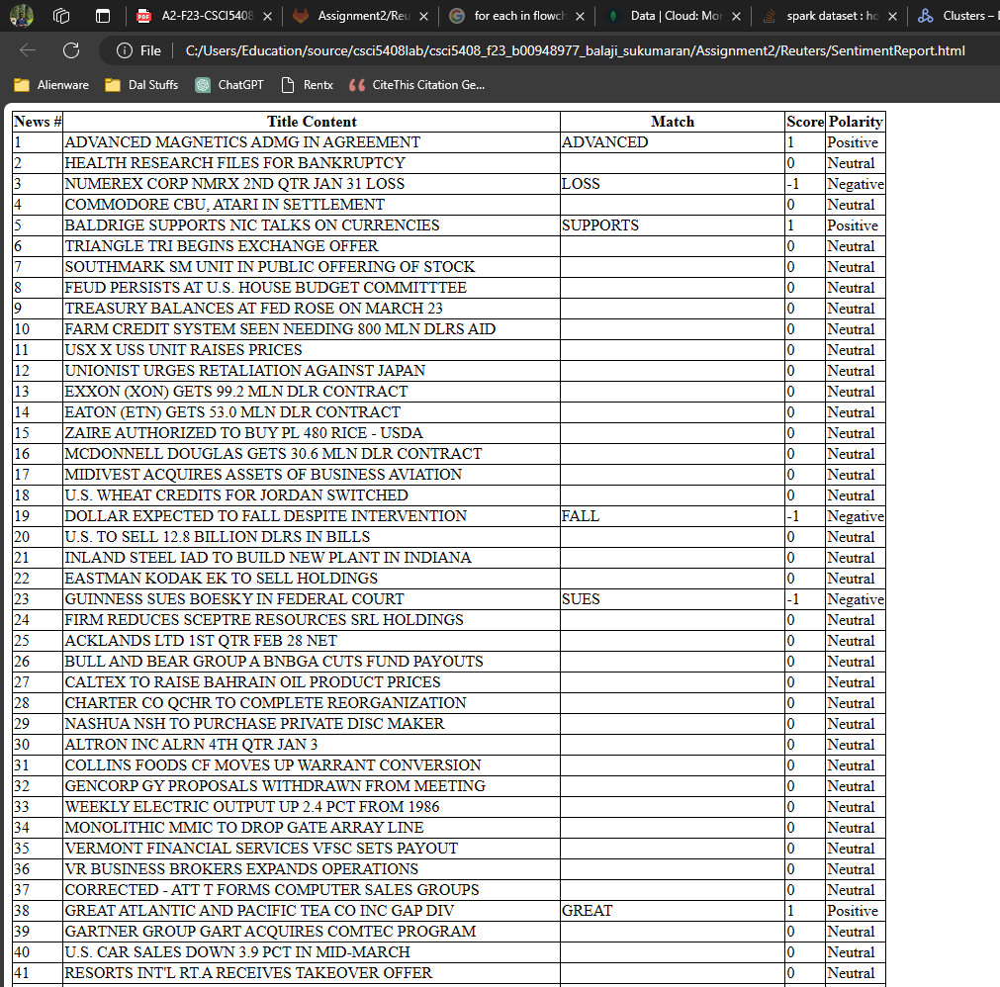 A2-F23-CSCI5408
Assignment2/Reu
for each in flowch
Data | Cloud: Mon
spark dataset : ho
Clusters –
File C:/Users/Education/source/csci5408lab/csci5408_f23_b00948977_balaji_sukumaran/Assignment2/Reuters/SentimentReport.html
Alienware Dal Stuffs ChatGPT Rentx CiteThis Citation Ge...
News # Title Content Match Score Polarity
1 ADVANCED MAGNETICS ADMG IN AGREEMENT ADVANCED 1 Positive
2 HEALTH RESEARCH FILES FOR BANKRUPTCY 0 Neutral
3 NUMEREX CORP NMRX 2ND QTR JAN 31 LOSS LOSS -1 Negative
4 COMMODORE CBU, ATARI IN SETTLEMENT 0 Neutral
5 BALDRIGE SUPPORTS NIC TALKS ON CURRENCIES SUPPORTS 1 Positive
6 TRIANGLE TRI BEGINS EXCHANGE OFFER 0 Neutral
7 SOUTHMARK SM UNIT IN PUBLIC OFFERING OF STOCK 0 Neutral
8 FEUD PERSISTS AT U.S. HOUSE BUDGET COMMITTTEE 0 Neutral
9 TREASURY BALANCES AT FED ROSE ON MARCH 23 0 Neutral
10 FARM CREDIT SYSTEM SEEN NEEDING 800 MLN DLRS AID 0 Neutral
11 USX X USS UNIT RAISES PRICES 0 Neutral
12 UNIONIST URGES RETALIATION AGAINST JAPAN 0 Neutral
13 EXXON (XON) GETS 99.2 MLN DLR CONTRACT 0 Neutral
14 EATON (ETN) GETS 53.0 MLN DLR CONTRACT 0 Neutral
15 ZAIRE AUTHORIZED TO BUY PL 480 RICE - USDA 0 Neutral
16 MCDONNELL DOUGLAS GETS 30.6 MLN DLR CONTRACT 0 Neutral
17 MIDIVEST ACQUIRES ASSETS OF BUSINESS AVIATION 0 Neutral
18 U.S. WHEAT CREDITS FOR JORDAN SWITCHED 0 Neutral
19 DOLLAR EXPECTED TO FALL DESPITE INTERVENTION FALL -1 Negative
20 U.S. TO SELL 12.8 BILLION DLRS IN BILLS 0 Neutral
21 INLAND STEEL IAD TO BUILD NEW PLANT IN INDIANA 0 Neutral
22 EASTMAN KODAK EK TO SELL HOLDINGS 0 Neutral
23 GUINNESS SUES BOESKY IN FEDERAL COURT SUES -1 Negative
24 FIRM REDUCES SCEPTRE RESOURCES SRL HOLDINGS 0 Neutral
25 ACKLANDS LTD 1ST QTR FEB 28 NET 0 Neutral
26 BULL AND BEAR GROUP A BNBGA CUTS FUND PAYOUTS 0 Neutral
27 CALTEX TO RAISE BAHRAIN OIL PRODUCT PRICES 0 Neutral
28 CHARTER CO QCHR TO COMPLETE REORGANIZATION 0 Neutral
29 NASHUA NSH TO PURCHASE PRIVATE DISC MAKER 0 Neutral
30 ALTRON INC ALRN 4TH QTR JAN 3 0 Neutral
31 COLLINS FOODS CF MOVES UP WARRANT CONVERSION 0 Neutral
32 GENCORP GY PROPOSALS WITHDRAWN FROM MEETING 0 Neutral
33 WEEKLY ELECTRIC OUTPUT UP 2.4 PCT FROM 1986 0 Neutral
34 MONOLITHIC MMIC TO DROP GATE ARRAY LINE 0 Neutral
35 VERMONT FINANCIAL SERVICES VFSC SETS PAYOUT 0 Neutral
36 VR BUSINESS BROKERS EXPANDS OPERATIONS 0 Neutral
37 CORRECTED - ATT T FORMS COMPUTER SALES GROUPS 0 Neutral
38 GREAT ATLANTIC AND PACIFIC TEA CO INC GAP DIV GREAT 1 Positive
39 GARTNER GROUP GART ACQUIRES COMTEC PROGRAM 0 Neutral
40 U.S. CAR SALES DOWN 3.9 PCT IN MID-MARCH 0 Neutral
41 RESORTS INT'L RT.A RECEIVES TAKEOVER OFFER 0 Neutral